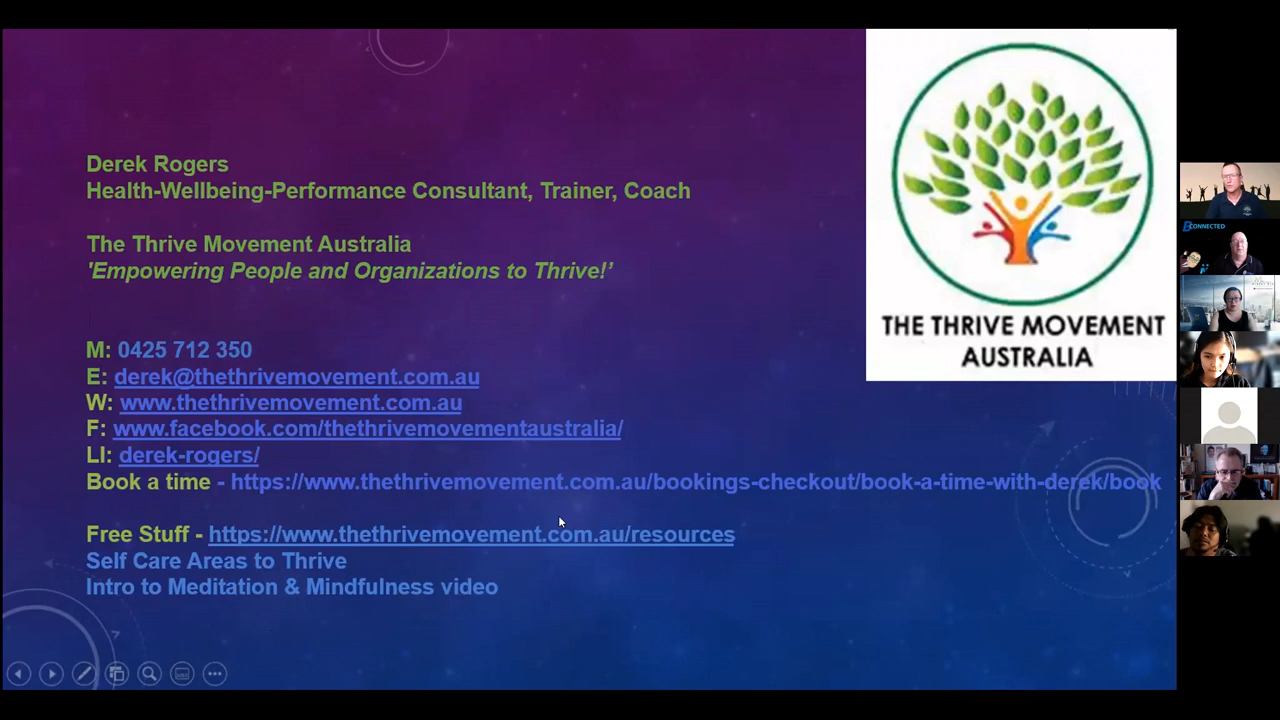 Derek Rogers
Health-Wellbeing-Performance Consultant, Trainer, Coach
The Thrive Movement Australia
'Empowering People and Organizations to Thrive!’
M: 0425 712 350
E: derek@thethrivemovement.com.au
W: www.thethrivemovement.com.au
F: www.facebook.com/thethrivemovementaustralia/
LI: derek-rogers/
Book a time - https://www.thethrivemovement.com.au/bookings-checkout/book-a-time-with-derek/book
Free Stuff - https://www.thethrivemovement.com.au/resources
Self Care Areas to Thrive
Intro to Meditation & Mindfulness video
THE THRIVE MOVEMENT
AUSTRALIA
BCONNECTED